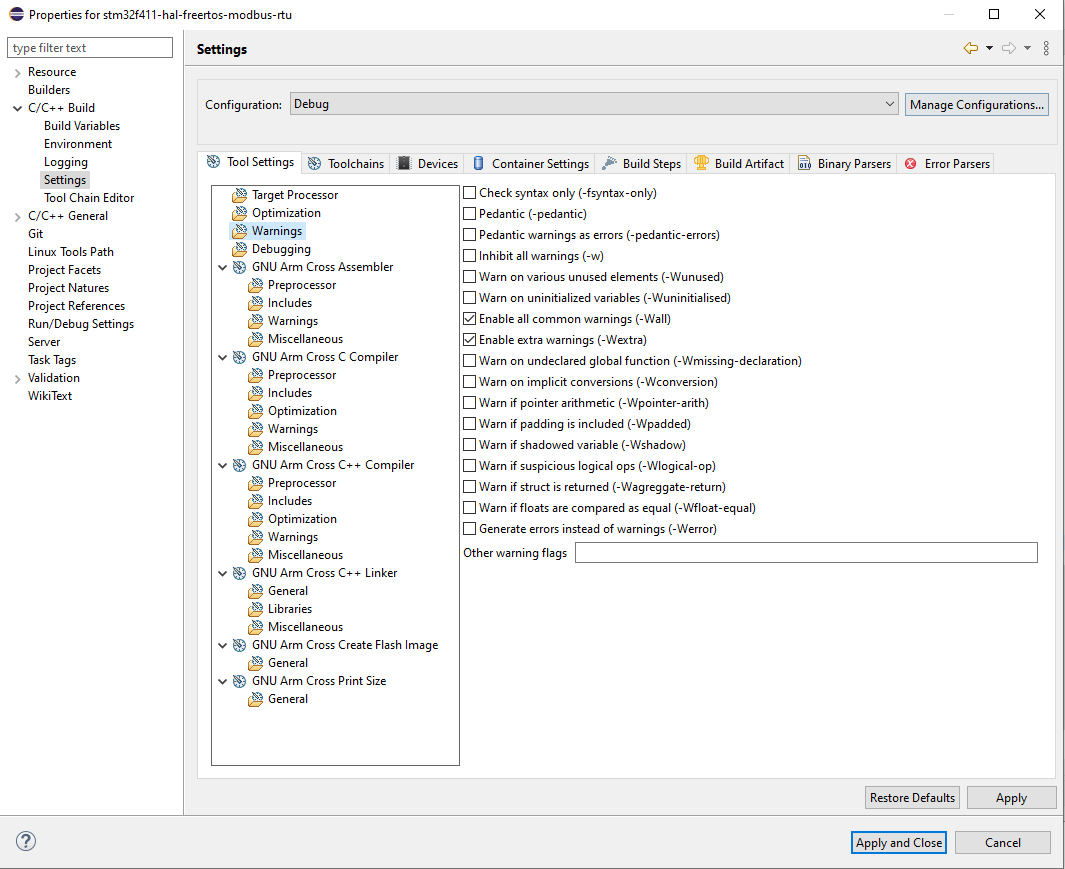 Properties for stm32f411-hal-freertos-modbus-rtu
type filter text
Resource
Builders
C/C++ Build
Build Variables
Environment
Logging
Settings
Tool Chain Editor
C/C++ General
Git
Linux Tools Path
Project Facets
Project Natures
Project References
Run/Debug Settings
Server
Task Tags
Validation
WikiText
Settings
Configuration: Debug Manage Configurations...
Tool Settings Toolchains Devices Container Settings Build Steps Build Artifact Binary Parsers Error Parsers
Target Processor
Optimization
Warnings
Debugging
GNU Arm Cross Assembler
Preprocessor
Includes
Warnings
Miscellaneous
GNU Arm Cross C Compiler
Preprocessor
Includes
Optimization
Warnings
Miscellaneous
GNU Arm Cross C++ Compiler
Preprocessor
Includes
Optimization
Warnings
Miscellaneous
GNU Arm Cross C++ Linker
General
Libraries
Miscellaneous
GNU Arm Cross Create Flash Image
General
GNU Arm Cross Print Size
General
Check syntax only (-fsyntax-only)
Pedantic (-pedantic)
Pedantic warnings as errors (-pedantic-errors)
Inhibit all warnings (-w)
Warn on various unused elements (-Wunused)
Warn on uninitialized variables (-Wuninitialised)
Enable all common warnings (-Wall)
Enable extra warnings (-Wextra)
Warn on undeclared global function (-Wmissing-declaration)
Warn on implicit conversions (-Wconversion)
Warn if pointer arithmetic (-Wpointer-arith)
Warn if padding is included (-Wpadded)
Warn if shadowed variable (-Wshadow)
Warn if suspicious logical ops (-Wlogical-op)
Warn if struct is returned (-Wagreggate-return)
Warn if floats are compared as equal (-Wfloat-equal)
Generate errors instead of warnings (-Werror)
Other warning flags
Restore Defaults Apply
? Apply and Close Cancel